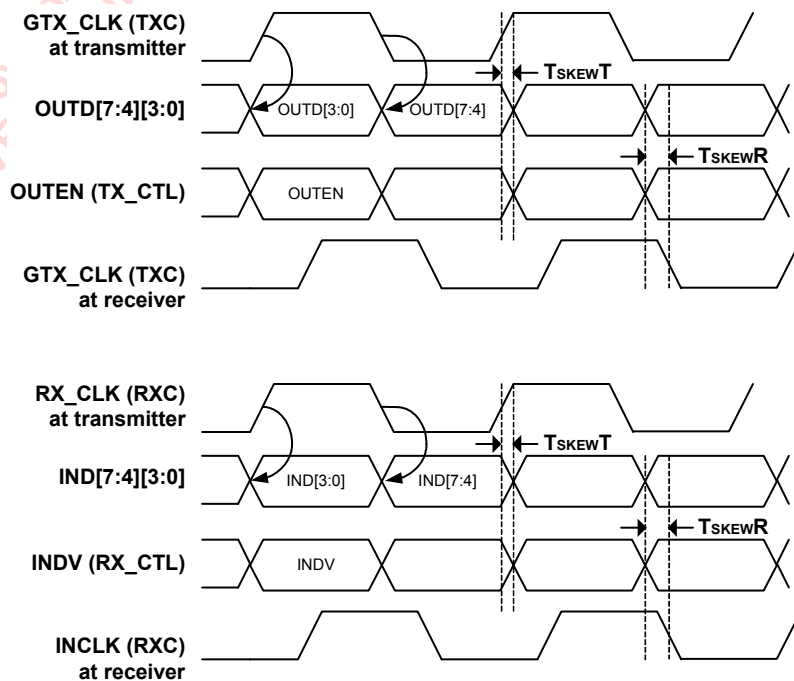 GTX_CLK (TXC)
at transmitter
TSKEWT
OUTD[7:4][3:0]
OUTD[3:0]
OUTD[7:4]
TSKEWR
OUTEN (TX_CTL)
OUTEN
GTX_CLK (TXC)
at receiver
RX_CLK (RXC)
at transmitter
TSKEWT
IND[7:4][3:0]
IND[3:0]
IND[7:4]
TSKEWR
INDV (RX_CTL)
INDV
INCLK (RXC)
at receiver